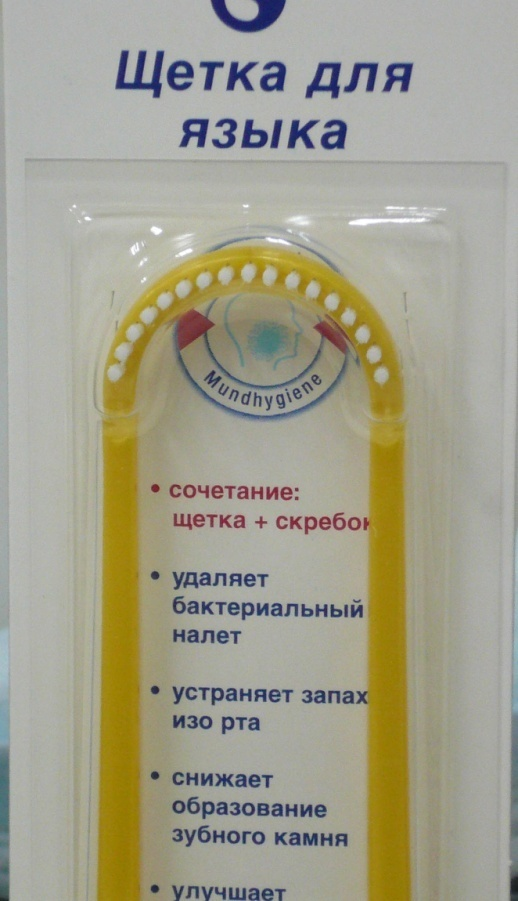 Щетка для
языка
Mundhygiene
• сочетание:
щетка + скребок
• удаляет
бактериальный
налет
• устраняет запах
изо рта
• снижает
образование
зубного камня
• улучшает